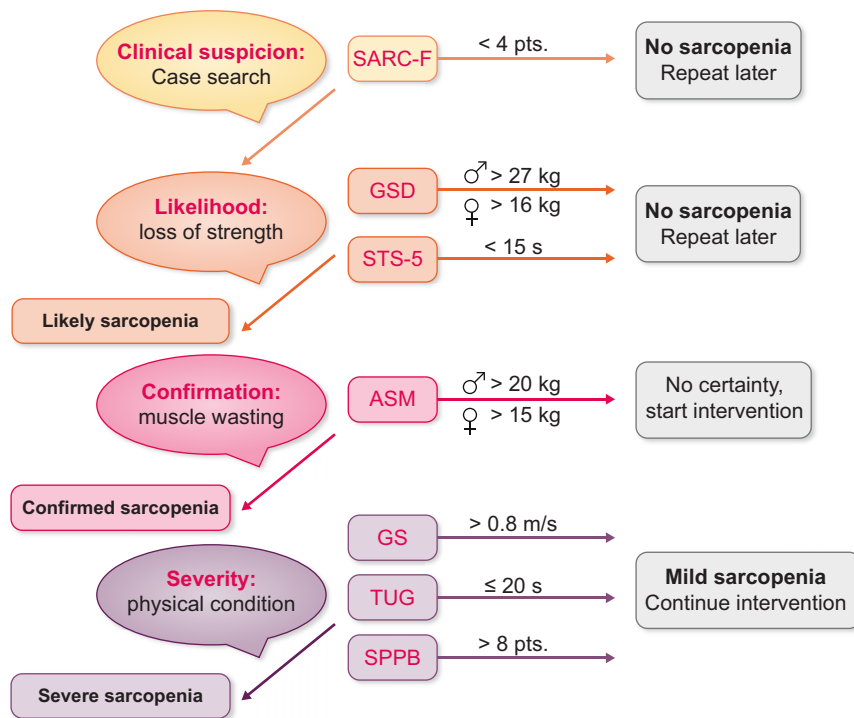 Clinical suspicion:
Case search
SARC-F
< 4 pts.
No sarcopenia
Repeat later
Likelihood:
loss of strength
GSD
♂ > 27 kg
♀ > 16 kg
STS-5
< 15 s
No sarcopenia
Repeat later
Likely sarcopenia
Confirmation:
muscle wasting
ASM
♂ > 20 kg
♀ > 15 kg
No certainty,
start intervention
Confirmed sarcopenia
Severity:
physical condition
GS
> 0.8 m/s
TUG
≤ 20 s
SPPB
> 8 pts.
Mild sarcopenia
Continue intervention
Severe sarcopenia